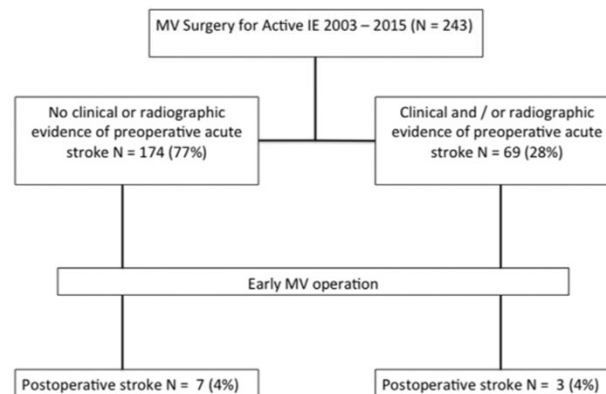 MV Surgery for Active IE 2003 – 2015 (N = 243)
No clinical or radiographic
evidence of preoperative acute
stroke N = 174 (77%)
Clinical and / or radiographic
evidence of preoperative acute
stroke N = 69 (28%)
Early MV operation
Postoperative stroke N = 7 (4%)
Postoperative stroke N = 3 (4%)